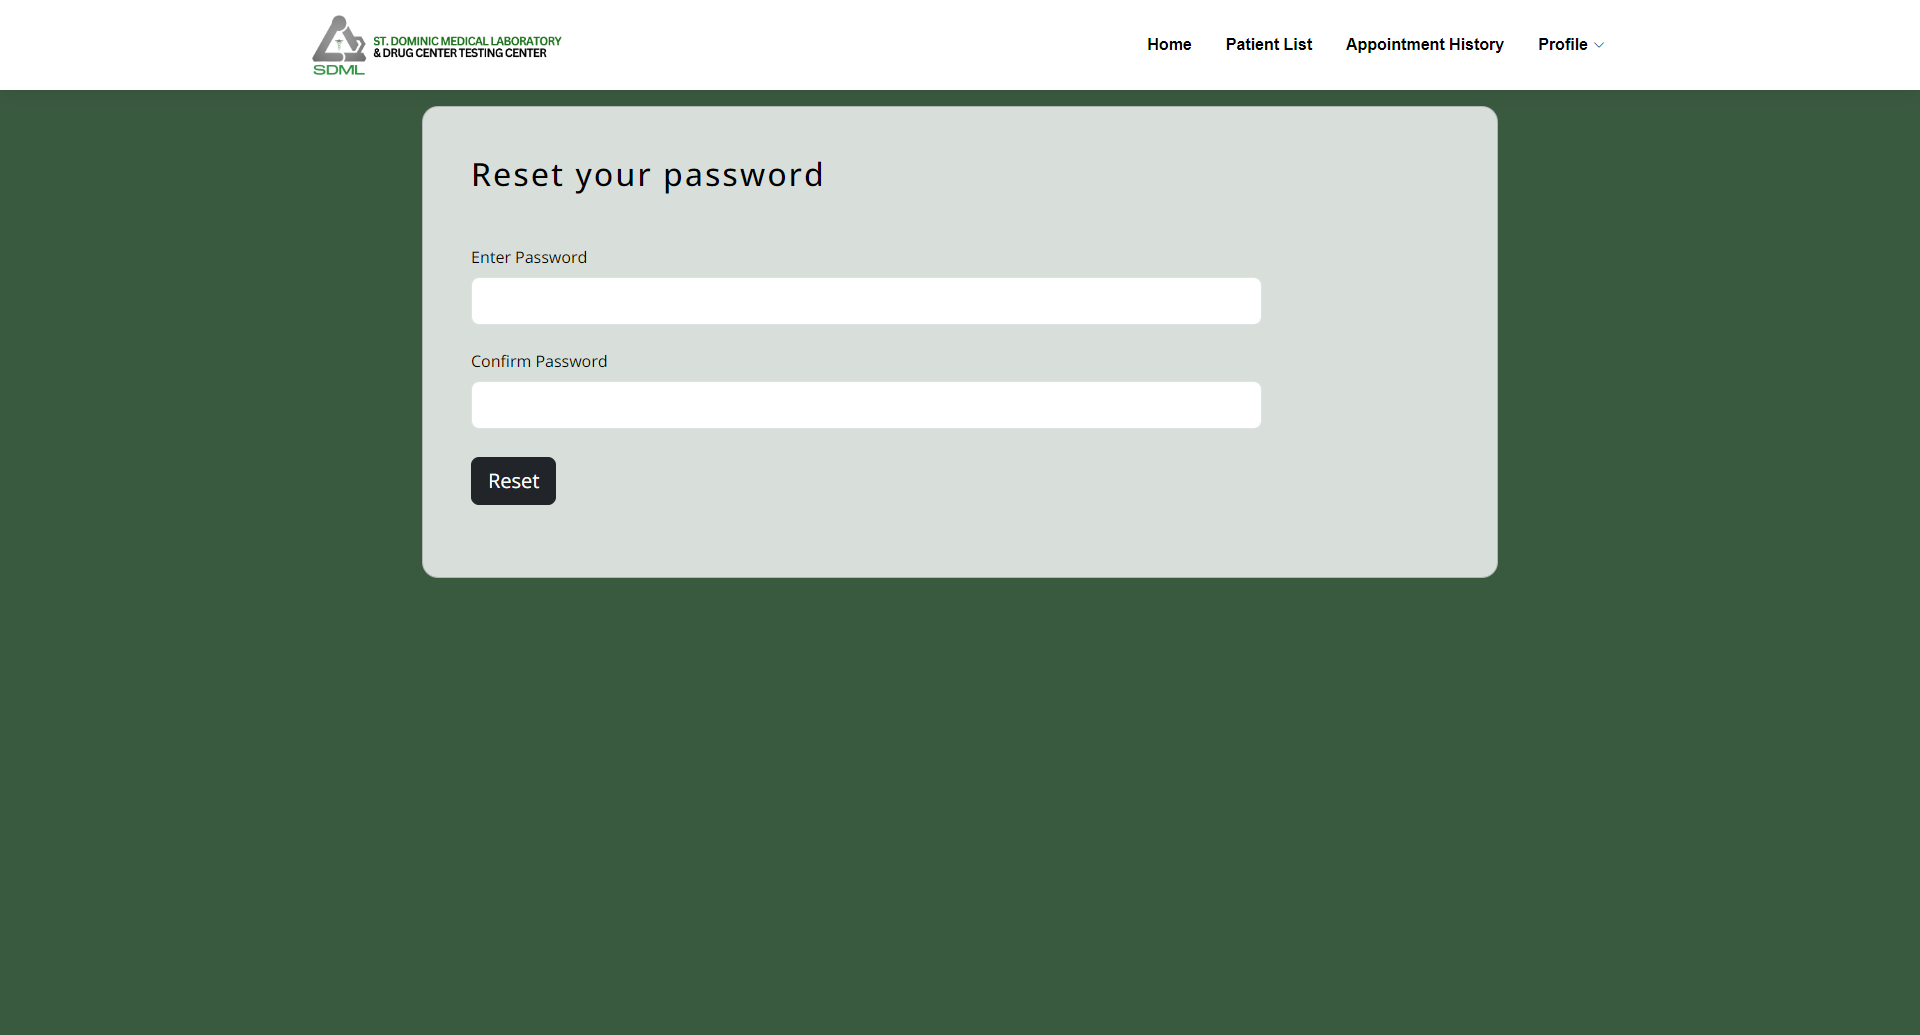 ST. DOMINIC MEDICAL LABORATORY
& DRUG CENTER TESTING CENTER
SDML
Home Patient List Appointment History Profile
Reset your password
Enter Password
Confirm Password
Reset